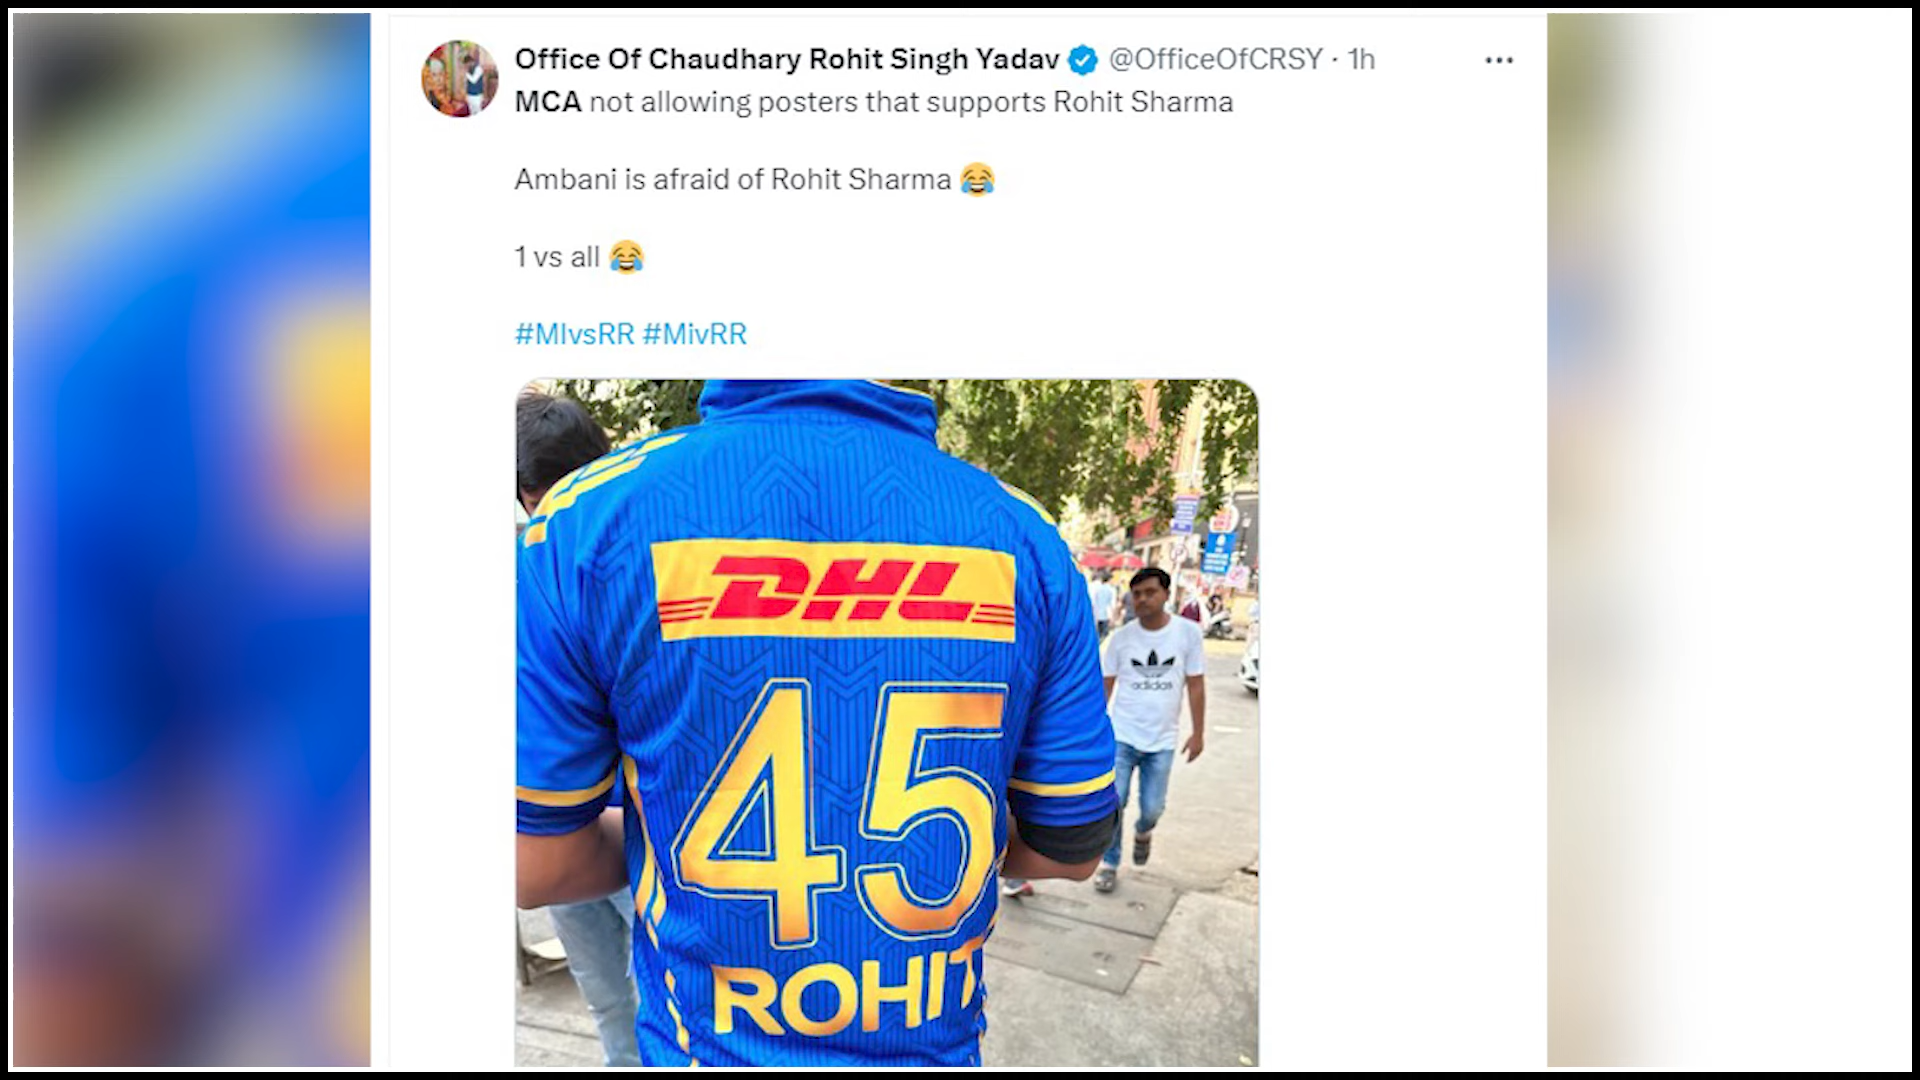 Office Of Chaudhary Rohit Singh Yadav @OfficeOfCRSY · 1h
MCA not allowing posters that supports Rohit Sharma
Ambani is afraid of Rohit Sharma 😂
1 vs all 😂
#MIvsRR #MivRR
DHL
adidas
45
ROHIT